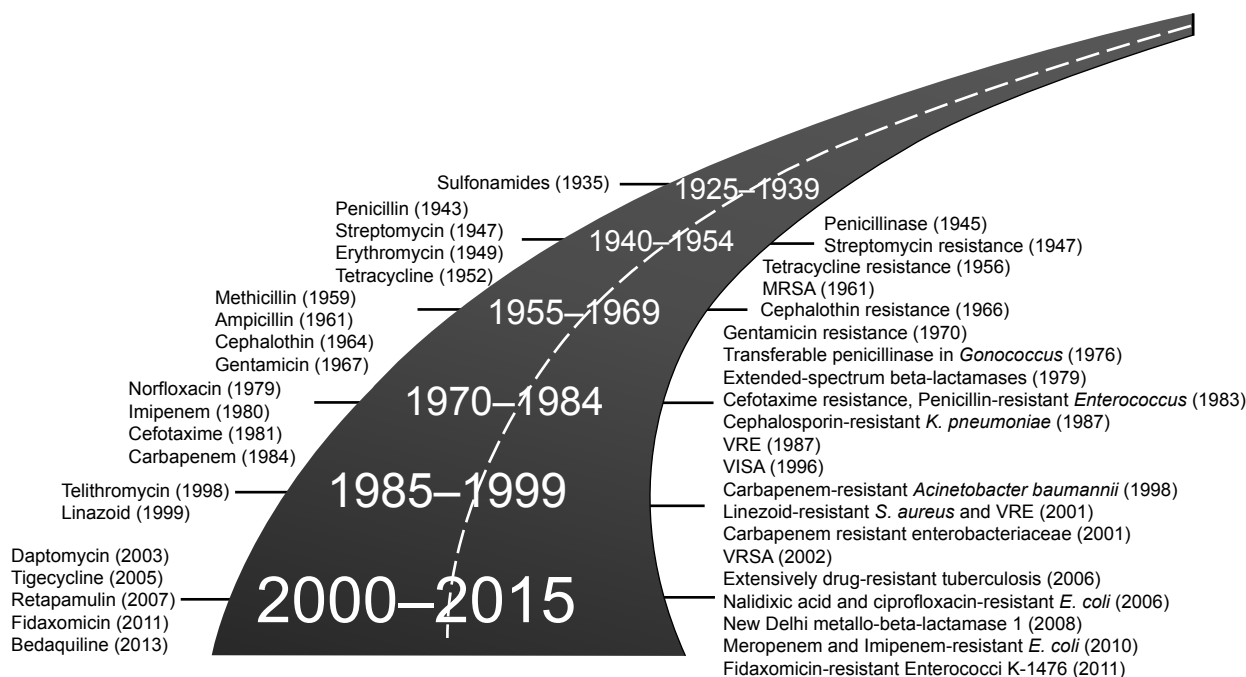 Sulfonamides (1935)
1925–1939
Penicillin (1943)
Streptomycin (1947)
Erythromycin (1949)
Tetracycline (1952)
1940–1954
Penicillinase (1945)
Streptomycin resistance (1947)
Methicillin (1959)
Ampicillin (1961)
Cephalothin (1964)
Gentamicin (1967)
1955–1969
Tetracycline resistance (1956)
MRSA (1961)
Cephalothin resistance (1966)
Norfloxacin (1979)
Imipenem (1980)
Cefotaxime (1981)
Carbapenem (1984)
1970–1984
Gentamicin resistance (1970)
Transferable penicillinase in Gonococcus (1976)
Extended-spectrum beta-lactamases (1979)
Cefotaxime resistance, Penicillin-resistant Enterococcus (1983)
Telithromycin (1998)
Linazoid (1999)
1985–1999
Cephalosporin-resistant K. pneumoniae (1987)
VRE (1987)
VISA (1996)
Carbapenem-resistant Acinetobacter baumannii (1998)
Linezoid-resistant S. aureus and VRE (2001)
Carbapenem resistant enterobacteriaceae (2001)
VRSA (2002)
Daptomycin (2003)
Tigecycline (2005)
Retapamulin (2007)
Fidaxomicin (2011)
Bedaquiline (2013)
2000–2015
Extensively drug-resistant tuberculosis (2006)
Nalidixic acid and ciprofloxacin-resistant E. coli (2006)
New Delhi metallo-beta-lactamase 1 (2008)
Meropenem and Imipenem-resistant E. coli (2010)
Fidaxomicin-resistant Enterococci K-1476 (2011)